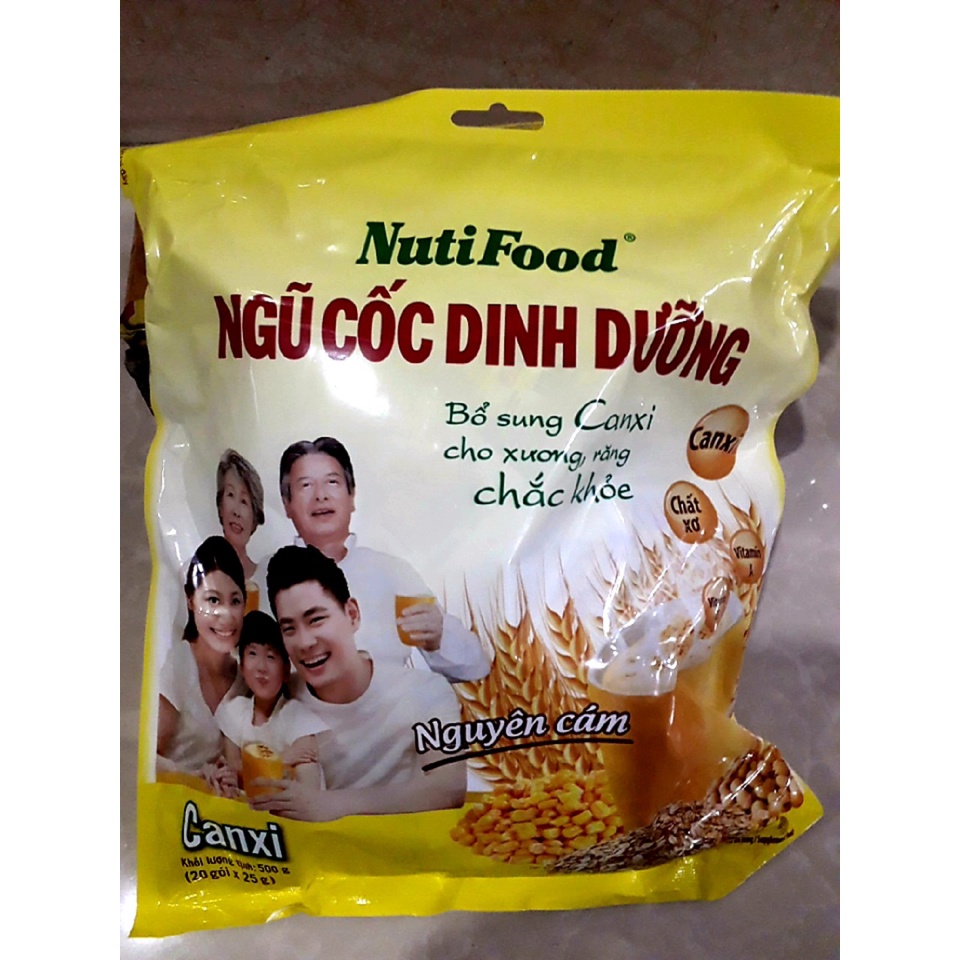 NutiFood®
NGŨ CỐC DINH DƯỠNG
Bổ sung Canxi
cho xương, răng
chắc khỏe
Canxi
Chất
xơ
Vitamin
A
Nguyên cám
Canxi
Khối lượng tịnh: 500 g
(20 gói x 25 g)